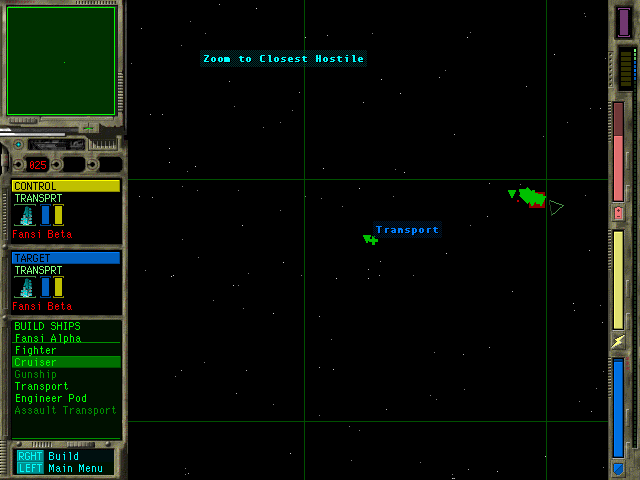 Zoom to Closest Hostile
025
CONTROL
TRANSPRT
Fansi Beta
Transport
TARGET
TRANSPRT
Fansi Beta
BUILD SHIPS
Fansi Alpha
Fighter
Cruiser
Gunship
Transport
Engineer Pod
Assault Transport
RGHT Build
LEFT Main Menu